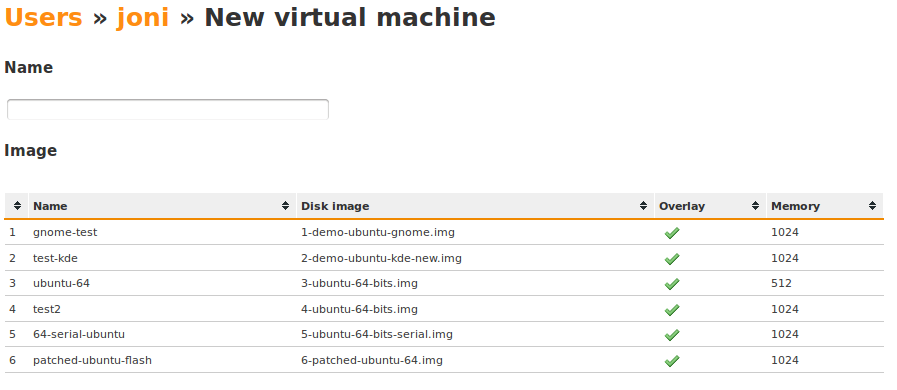 Users » joni » New virtual machine
Name
Image
Name Disk image Overlay Memory
1 gnome-test 1-demo-ubuntu-gnome.img 1024
2 test-kde 2-demo-ubuntu-kde-new.img 1024
3 ubuntu-64 3-ubuntu-64-bits.img 512
4 test2 4-ubuntu-64-bits.img 1024
5 64-serial-ubuntu 5-ubuntu-64-bits-serial.img 1024
6 patched-ubuntu-flash 6-patched-ubuntu-64.img 1024